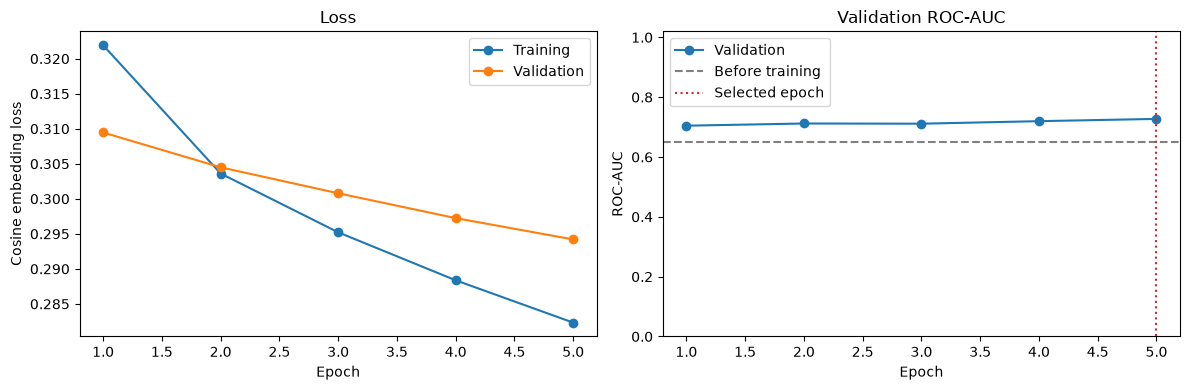 Loss
Training
Validation
0.320
0.315
0.310
0.305
0.300
0.295
0.290
0.285
Cosine embedding loss
1.0 1.5 2.0 2.5 3.0 3.5 4.0 4.5 5.0
Epoch
Validation ROC-AUC
Validation
Before training
Selected epoch
1.0
0.8
0.6
0.4
0.2
0.0
ROC-AUC
1.0 1.5 2.0 2.5 3.0 3.5 4.0 4.5 5.0
Epoch